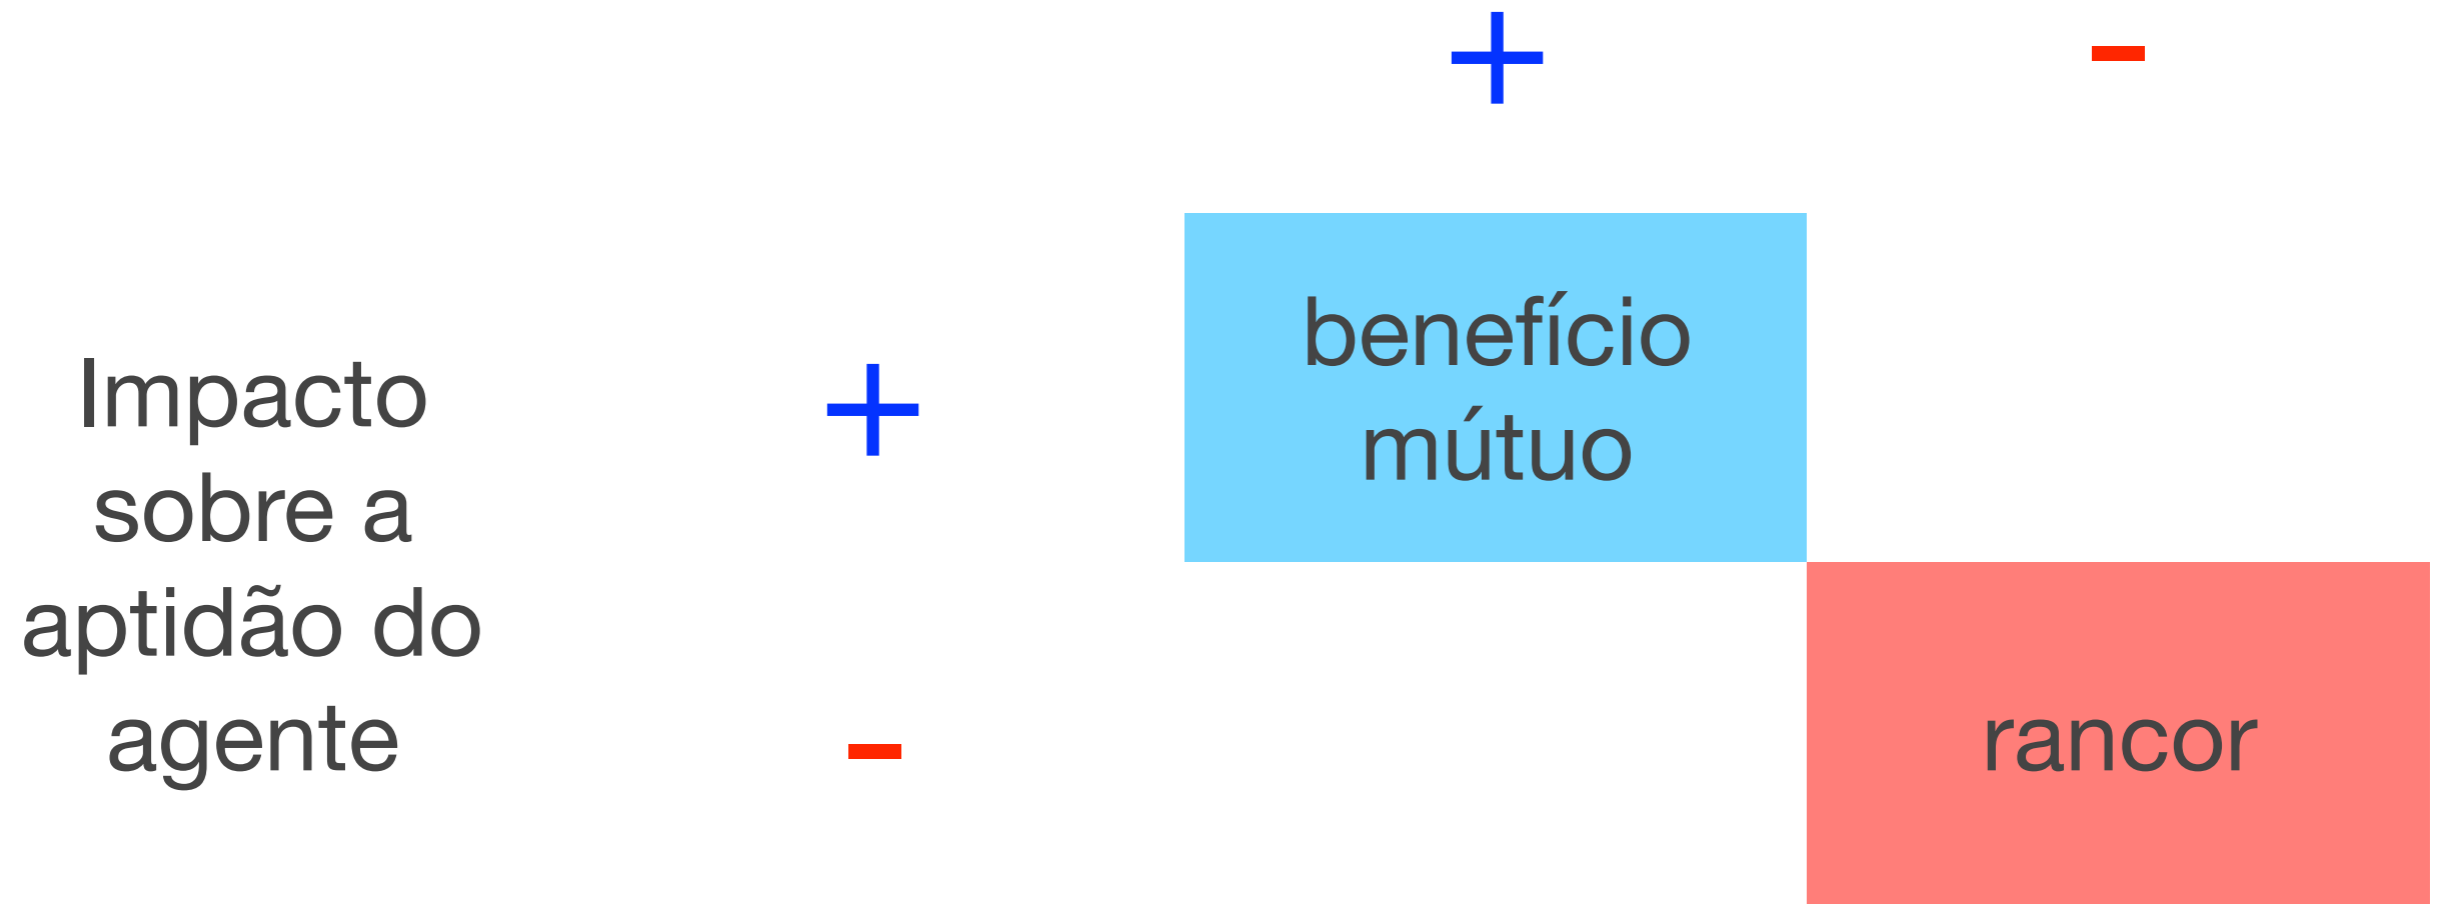 + -
Impacto
sobre a
aptidão do
agente
+
-
benefício
mútuo
rancor